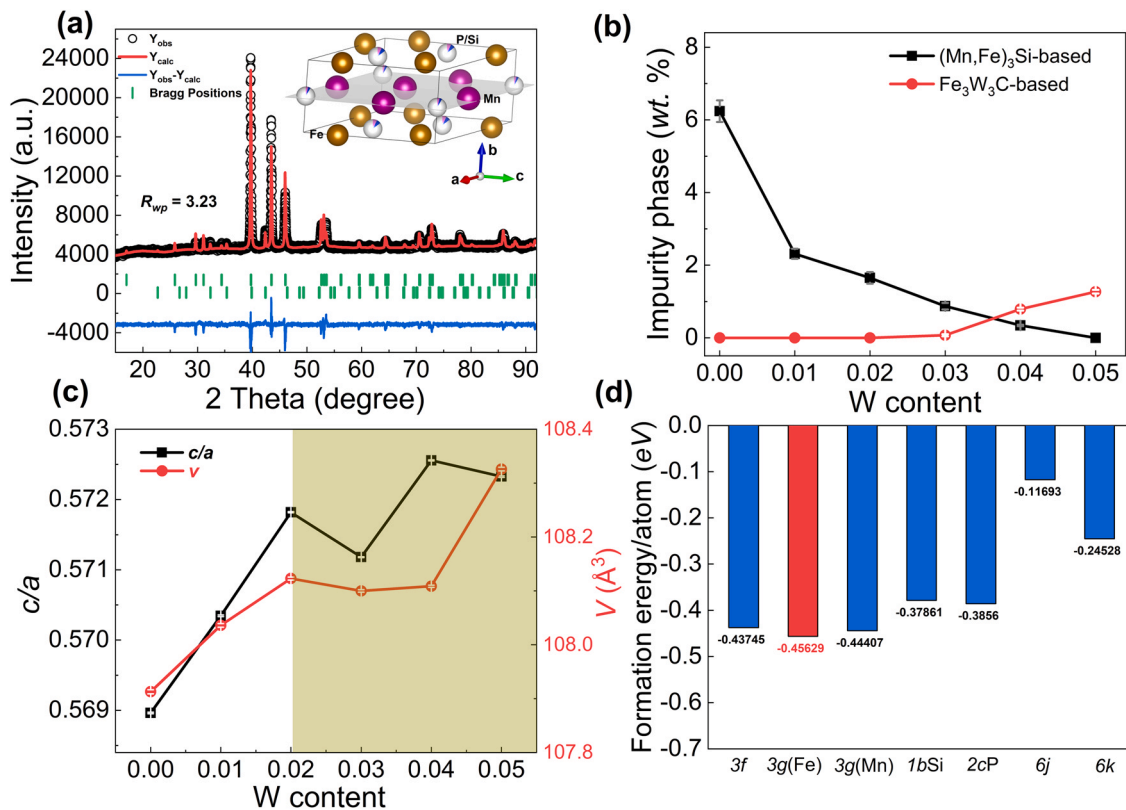 (a)
Y_obs
Y_calc
Y_obs-Y_calc
Bragg Positions
R_wp = 3.23
P/Si
Mn
Fe
b
a
c
24000
20000
16000
12000
8000
4000
0
-4000
Intensity (a.u.)
20 30 40 50 60 70 80 90
2 Theta (degree)
(b)
(Mn,Fe)₃Si-based
Fe₃W₃C-based
8
6
4
2
0
Impurity phase (wt. %)
0.00 0.01 0.02 0.03 0.04 0.05
W content
(c)
c/a
v
0.573
0.572
0.571
0.570
0.569
c/a
108.4
108.2
108.0
107.8
V (Å³)
0.00 0.01 0.02 0.03 0.04 0.05
W content
(d)
0.0
-0.1
-0.2
-0.3
-0.4
-0.5
-0.6
-0.7
Formation energy/atom (eV)
-0.43745
-0.45629
-0.44407
-0.37861
-0.3856
-0.11693
-0.24528
3f 3g(Fe) 3g(Mn) 1bSi 2cP 6j 6k